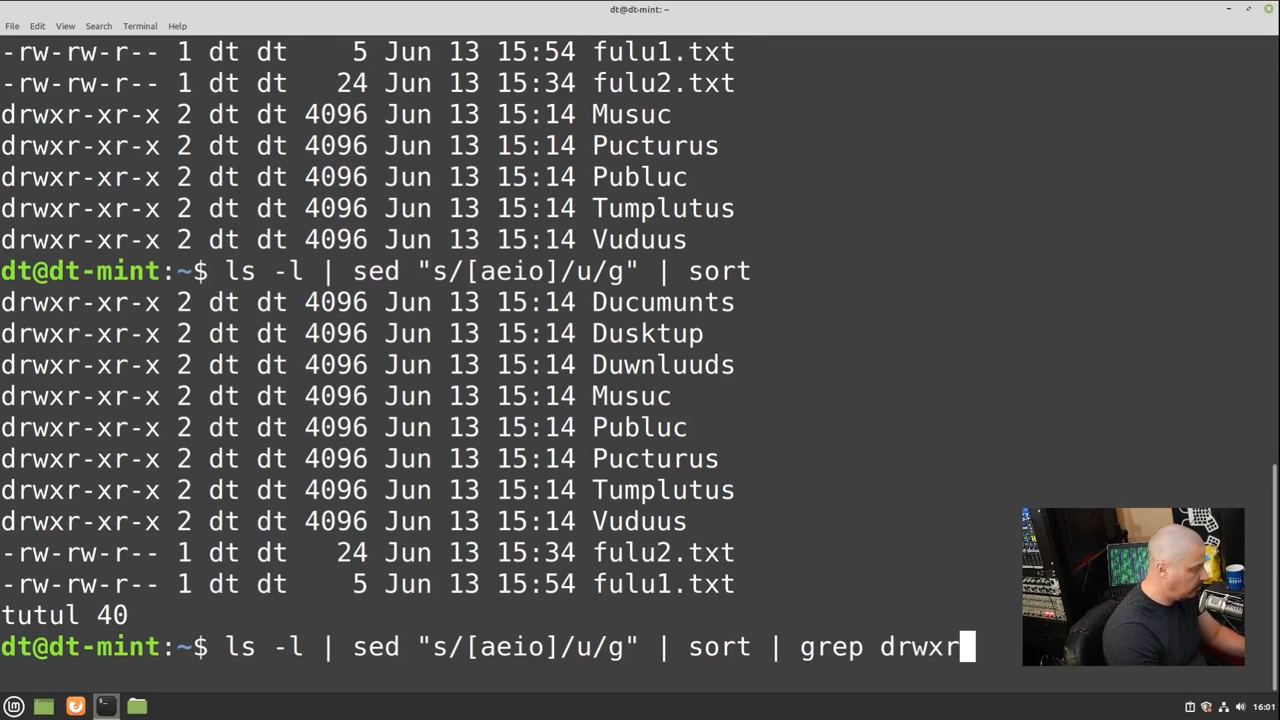 dt@dt-mint: ~
File Edit View Search Terminal Help
-rw-rw-r-- 1 dt dt    5 Jun 13 15:54 fulu1.txt
-rw-rw-r-- 1 dt dt   24 Jun 13 15:34 fulu2.txt
drwxr-xr-x 2 dt dt 4096 Jun 13 15:14 Musuc
drwxr-xr-x 2 dt dt 4096 Jun 13 15:14 Pucturus
drwxr-xr-x 2 dt dt 4096 Jun 13 15:14 Publuc
drwxr-xr-x 2 dt dt 4096 Jun 13 15:14 Tumplutus
drwxr-xr-x 2 dt dt 4096 Jun 13 15:14 Vuduus
dt@dt-mint:~$ ls -l | sed "s/[aeio]/u/g" | sort
drwxr-xr-x 2 dt dt 4096 Jun 13 15:14 Ducumunts
drwxr-xr-x 2 dt dt 4096 Jun 13 15:14 Dusktup
drwxr-xr-x 2 dt dt 4096 Jun 13 15:14 Duwnluuds
drwxr-xr-x 2 dt dt 4096 Jun 13 15:14 Musuc
drwxr-xr-x 2 dt dt 4096 Jun 13 15:14 Publuc
drwxr-xr-x 2 dt dt 4096 Jun 13 15:14 Pucturus
drwxr-xr-x 2 dt dt 4096 Jun 13 15:14 Tumplutus
drwxr-xr-x 2 dt dt 4096 Jun 13 15:14 Vuduus
-rw-rw-r-- 1 dt dt   24 Jun 13 15:34 fulu2.txt
-rw-rw-r-- 1 dt dt    5 Jun 13 15:54 fulu1.txt
tutul 40
dt@dt-mint:~$ ls -l | sed "s/[aeio]/u/g" | sort | grep drwxr
16:01